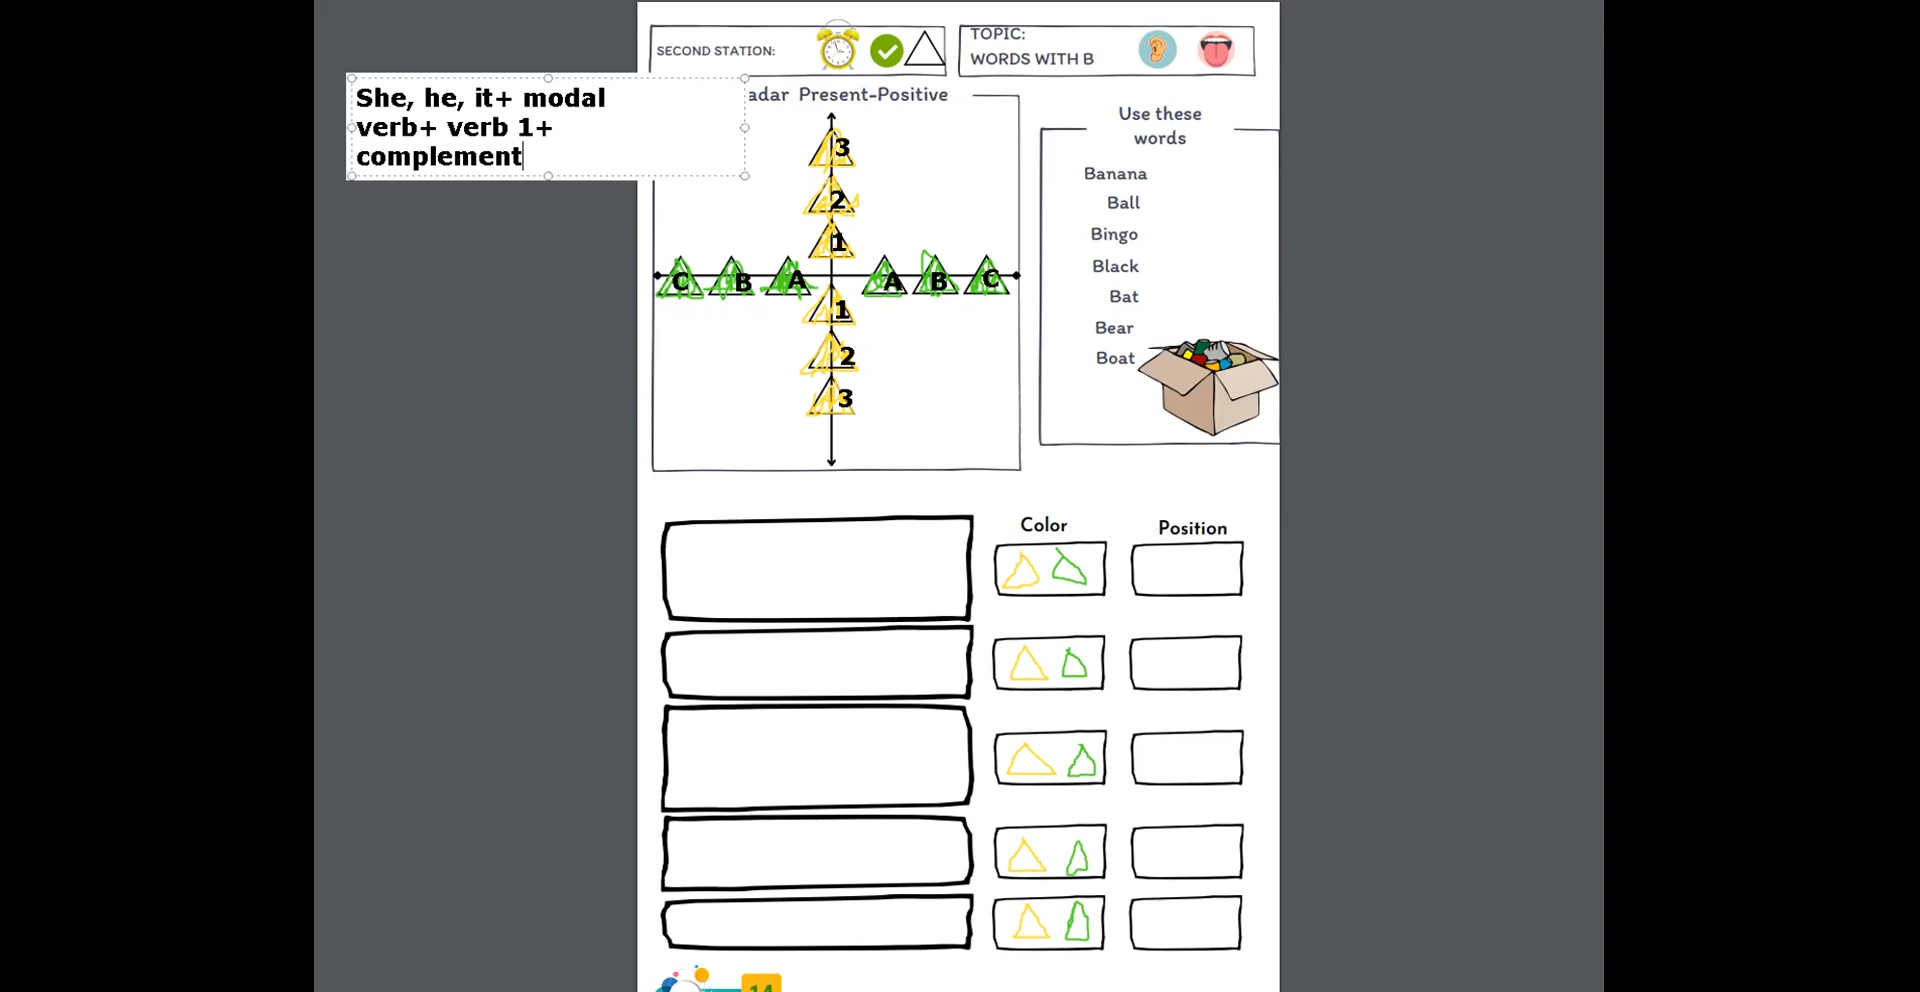 SECOND STATION:
TOPIC:
WORDS WITH B
She, he, it+ modal
verb+ verb 1+
complement
adar Present-Positive
3
2
1
C B A A B C
1
2
3
Use these
words
Banana
Ball
Bingo
Black
Bat
Bear
Boat
Color Position
14